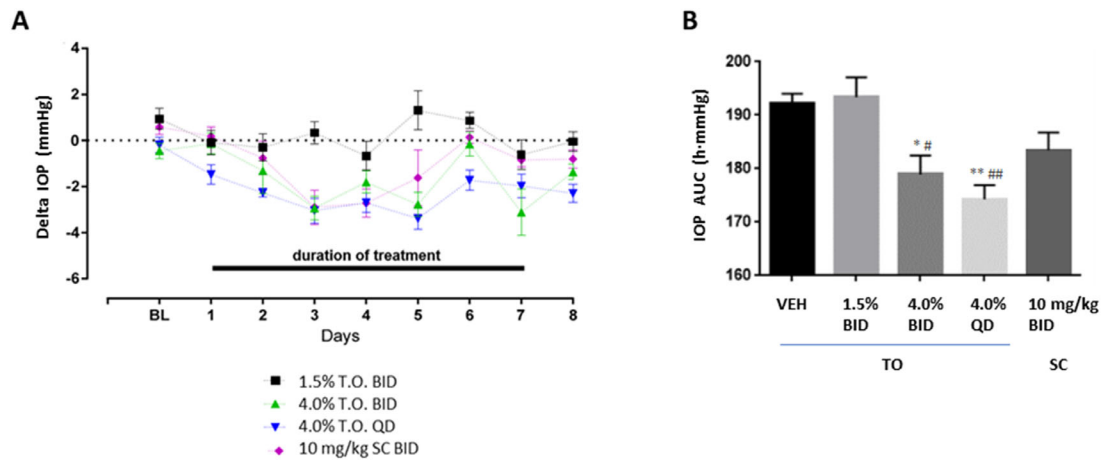 A
Delta IOP (mmHg)
4
2
0
-2
-4
-6
duration of treatment
BL 1 2 3 4 5 6 7 8
Days
1.5% T.O. BID
4.0% T.O. BID
4.0% T.O. QD
10 mg/kg SC BID
B
IOP AUC (h·mmHg)
200
190
180
170
160
* #
** ##
VEH 1.5% 4.0% 4.0% 10 mg/kg
BID BID QD BID
TO SC